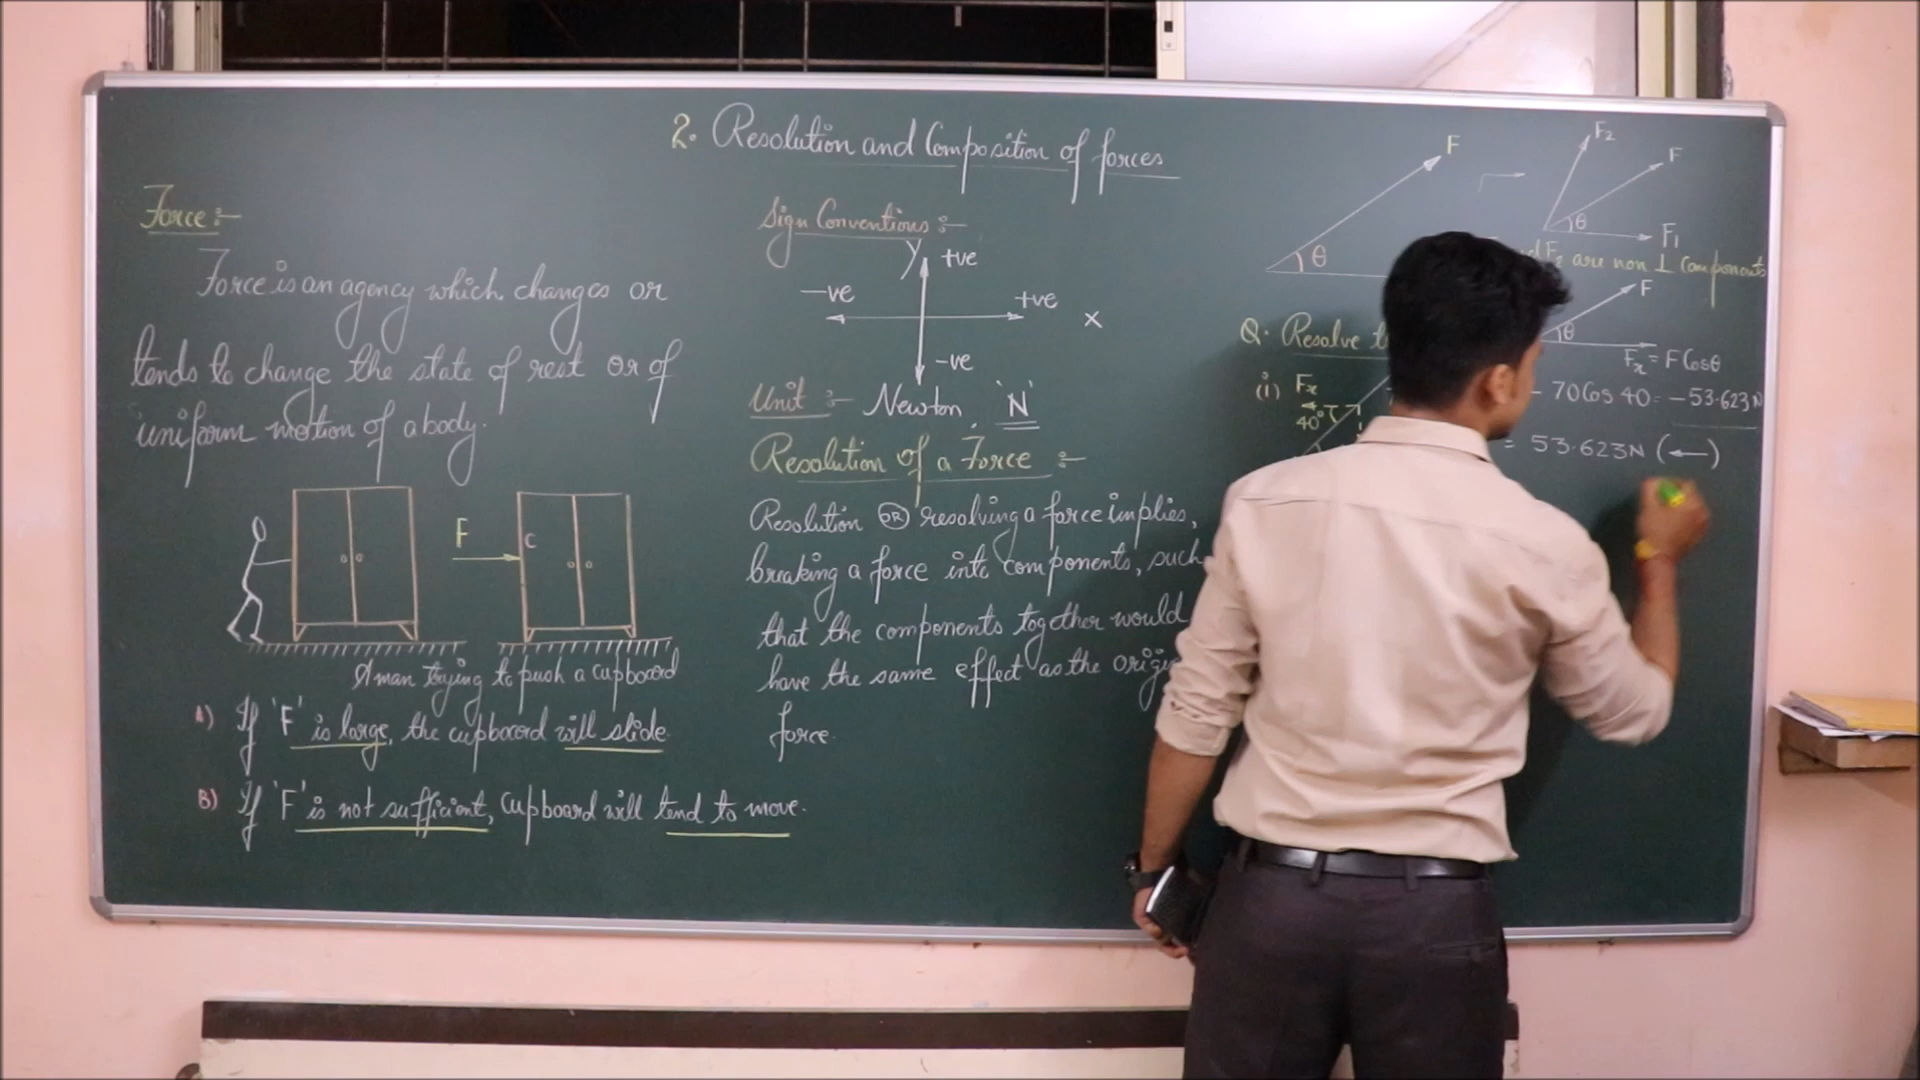 2. Resolution and Composition of forces
Force :-
Force is an agency which changes or
tends to change the state of rest or of
uniform motion of a body.
F
C
A man trying to push a cupboard
A) If 'F' is large, the cupboard will slide.
B) If 'F' is not sufficient, cupboard will tend to move.
Sign Conventions :-
y
+ve
-ve
+ve
x
-ve
Unit :- Newton 'N'
Resolution of a Force :-
Resolution OR resolving a force implies,
breaking a force into components, such
that the components together would
have the same effect as the
force.
F
θ
F2
F
θ
F1
F2 are non ⊥ components
F
θ
Fx = F Cosθ
Q. Resolve
(i) Fx
40°
- 70 Cos 40 = -53.623N
= 53.623N (←)